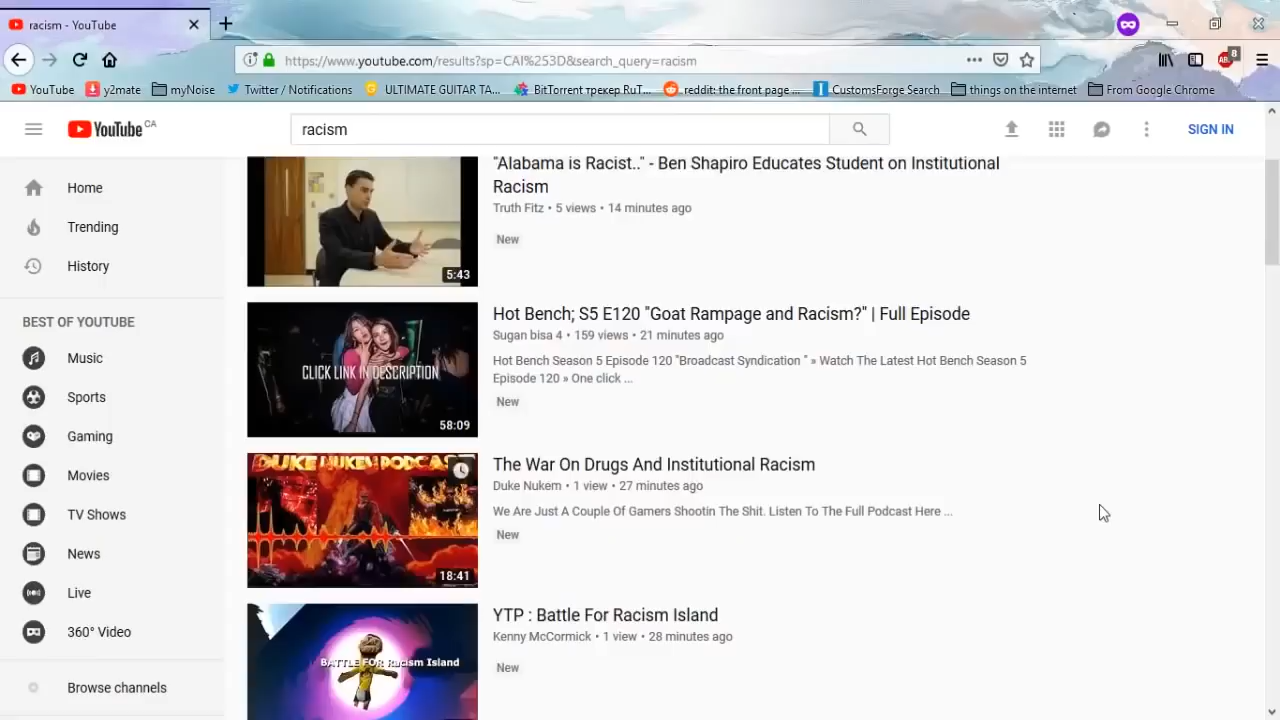 racism - YouTube
https://www.youtube.com/results?sp=CAI%253D&search_query=racism
8
YouTube
y2mate
myNoise
Twitter / Notifications
ULTIMATE GUITAR TA...
BitTorrent трекер RuT...
reddit: the front page ...
CustomsForge Search
things on the internet
From Google Chrome
YouTube CA
racism
SIGN IN
Home
Trending
History
BEST OF YOUTUBE
Music
Sports
Gaming
Movies
TV Shows
News
Live
360° Video
Browse channels
"Alabama is Racist.." - Ben Shapiro Educates Student on Institutional
Racism
Truth Fitz • 5 views • 14 minutes ago
New
5:43
Hot Bench; S5 E120 "Goat Rampage and Racism?" | Full Episode
Sugan bisa 4 • 159 views • 21 minutes ago
Hot Bench Season 5 Episode 120 "Broadcast Syndication " » Watch The Latest Hot Bench Season 5
Episode 120 » One click ...
New
CLICK LINK IN DESCRIPTION
58:09
The War On Drugs And Institutional Racism
Duke Nukem • 1 view • 27 minutes ago
We Are Just A Couple Of Gamers Shootin The Shit. Listen To The Full Podcast Here ...
New
DUKE NUKEM PODCAST
18:41
YTP : Battle For Racism Island
Kenny McCormick • 1 view • 28 minutes ago
New
BATTLE FOR Racism Island